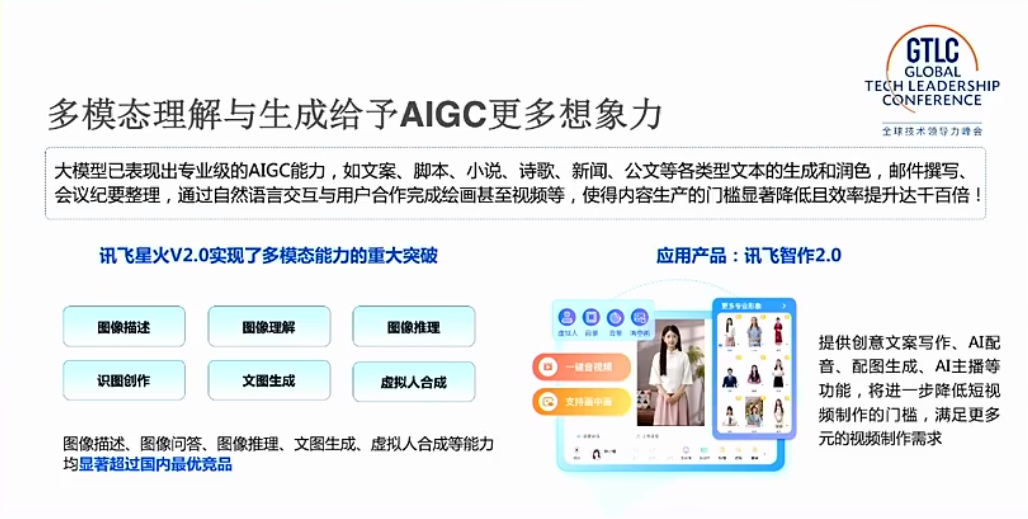 GTLC
GLOBAL
TECH LEADERSHIP
CONFERENCE
全球技术领导力峰会
多模态理解与生成给予AIGC更多想象力
大模型已表现出专业级的AIGC能力，如文案、脚本、小说、诗歌、新闻、公文等各类型文本的生成和润色，邮件撰写、
会议纪要整理，通过自然语言交互与用户合作完成绘画甚至视频等，使得内容生产的门槛显著降低且效率提升达千百倍！
讯飞星火V2.0实现了多模态能力的重大突破
图像描述
图像理解
图像推理
识图创作
文图生成
虚拟人合成
图像描述、图像问答、图像推理、文图生成、虚拟人合成等能力
均显著超过国内最优竞品
应用产品：讯飞智作2.0
更多专业形象
虚拟人
背景
一键音视频
支持画中画
提供创意文案写作、AI配
音、配图生成、AI主播等
功能，将进一步降低短视
频制作的门槛，满足更多
元的视频制作需求